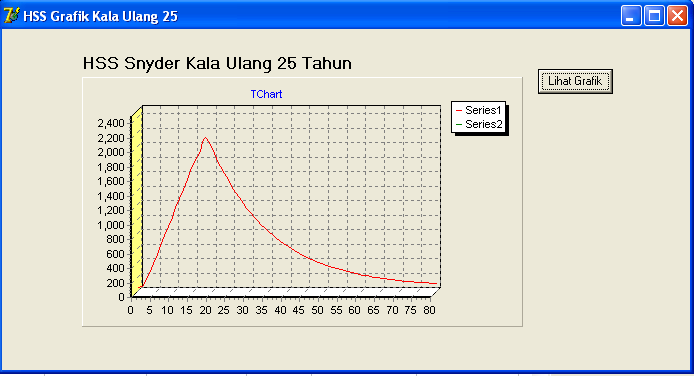 HSS Grafik Kala Ulang 25
HSS Snyder Kala Ulang 25 Tahun
Lihat Grafik
TChart
Series1
Series2
2,400
2,200
2,000
1,800
1,600
1,400
1,200
1,000
800
600
400
200
0
0 5 10 15 20 25 30 35 40 45 50 55 60 65 70 75 80